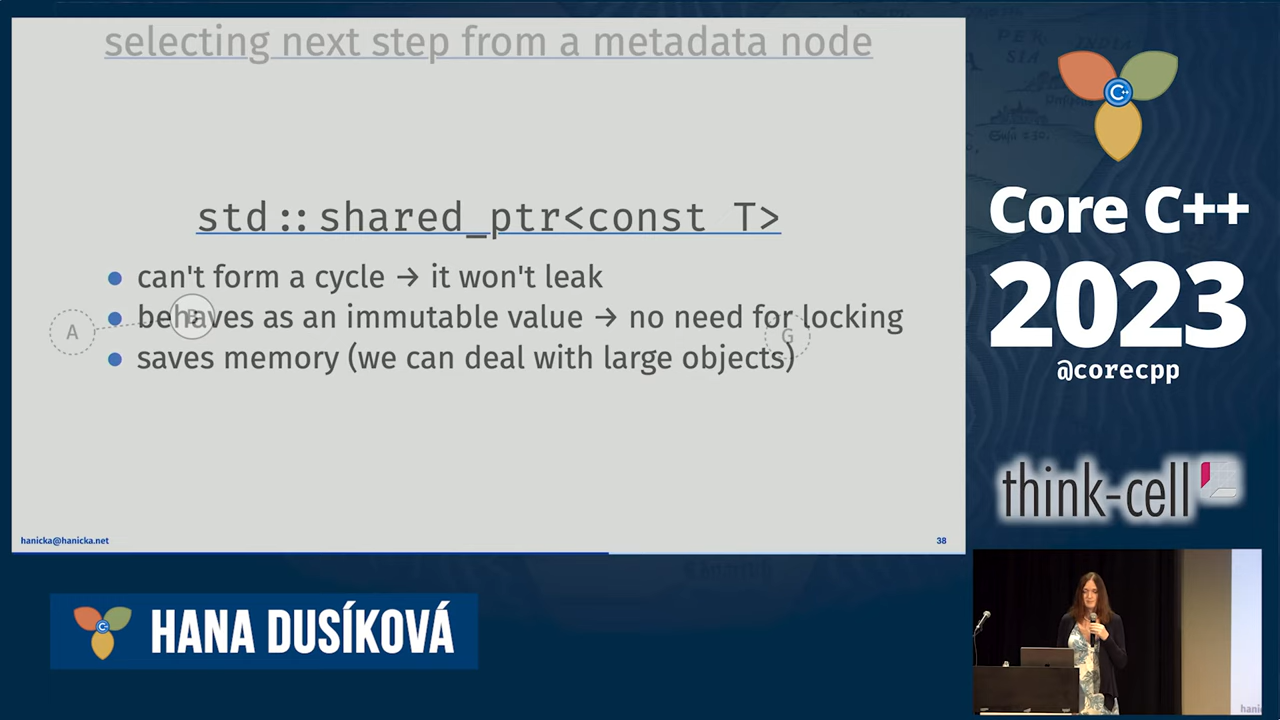 selecting next step from a metadata node
std::shared_ptr<const T>
can't form a cycle → it won't leak
behaves as an immutable value → no need for locking
saves memory (we can deal with large objects)
A
B
G
hanicka@hanicka.net
38
C++
Core C++
2023
@corecpp
think-cell
HANA DUSÍKOVÁ